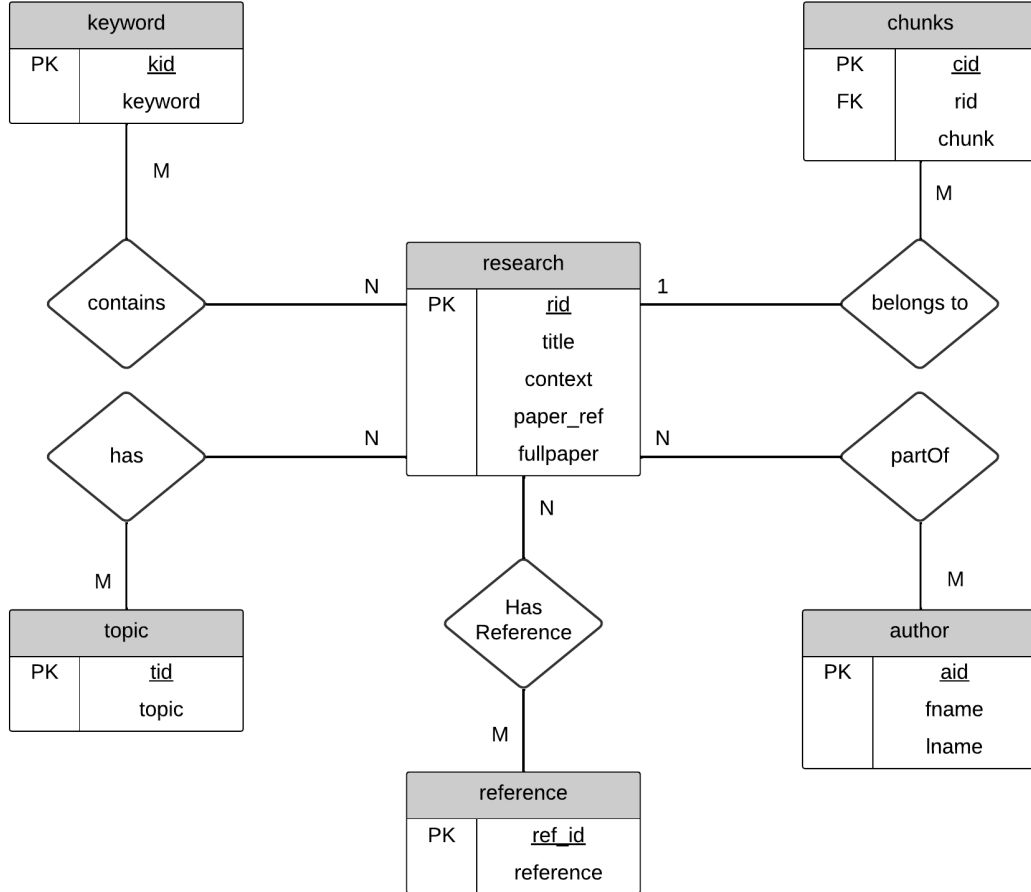 keyword
PK kid
keyword
M
contains
N
chunks
PK cid
FK rid
chunk
M
belongs to
1
research
PK rid
title
context
paper_ref
fullpaper
has
N
M
topic
PK tid
topic
N
partOf
M
author
PK aid
fname
lname
N
Has
Reference
M
reference
PK ref_id
reference